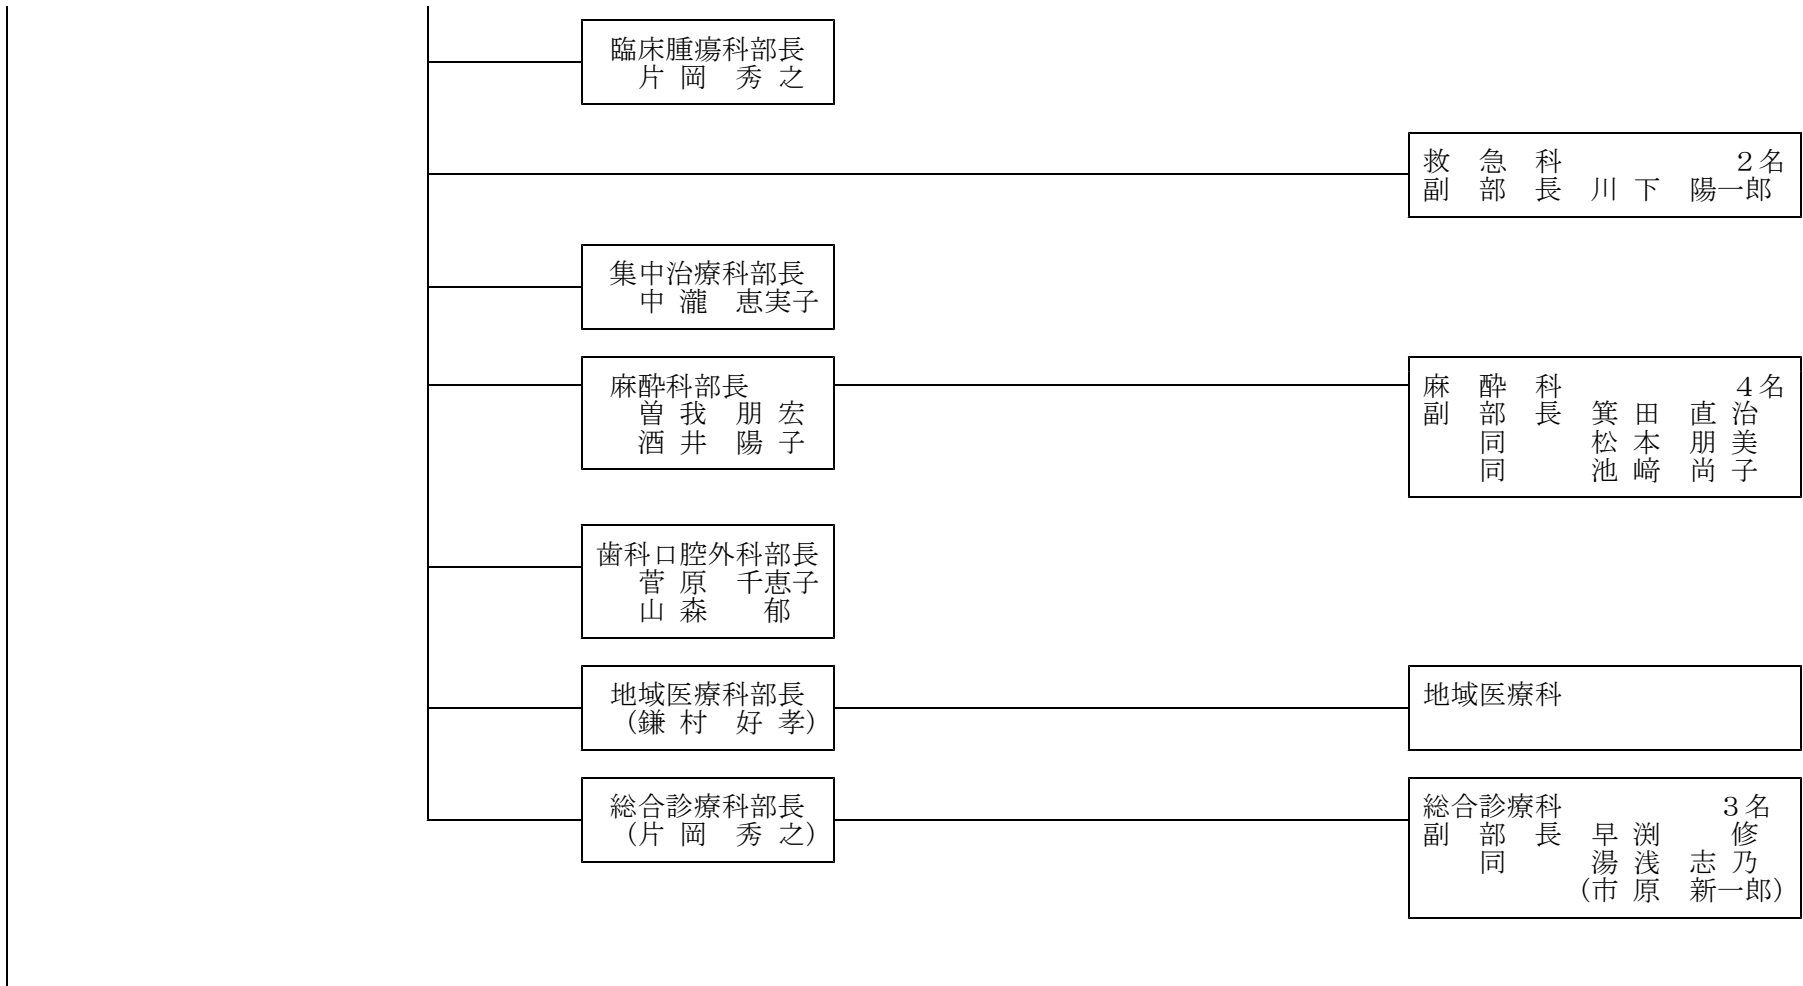 臨床腫瘍科部長
片岡 秀之
救 急 科 2名
副 部 長 川下 陽一郎
集中治療科部長
中瀧 恵実子
麻酔科部長
曽我 朋宏
酒井 陽子
麻 酔 科 4名
副 部 長 箕田 直治
同 松本 朋美
同 池﨑 尚子
歯科口腔外科部長
菅原 千恵子
山森 郁
地域医療科部長
(鎌村 好孝)
地域医療科
総合診療科部長
(片岡 秀之)
総合診療科 3名
副 部 長 早渕 修
同 湯浅 志乃
(市原 新一郎)